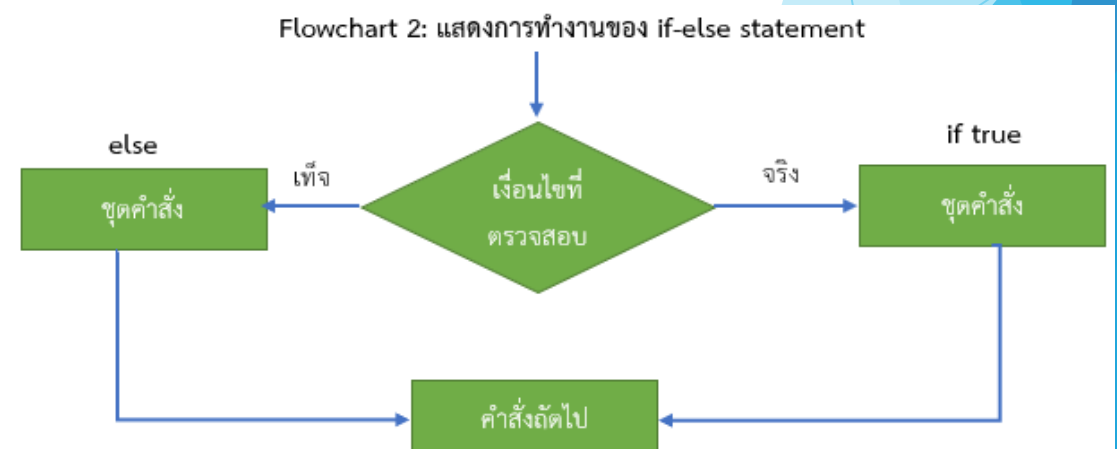 Flowchart 2: แสดงการทำงานของ if-else statement
else
if true
เท็จ
จริง
ชุดคำสั่ง
เงื่อนไขที่
ตรวจสอบ
ชุดคำสั่ง
คำสั่งถัดไป